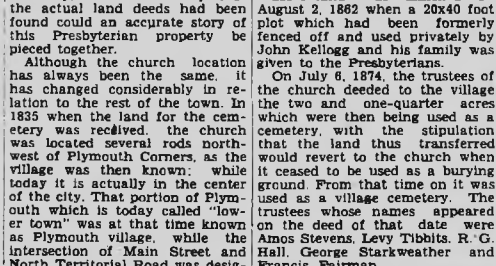 the actual land deeds had been
found could an accurate story of
this Presbyterian property be
pieced together.
Although the church location
has always been the same, it
has changed considerably in re-
lation to the rest of the town. In
1835 when the land for the cem-
etery was received, the church
was located several rods north-
west of Plymouth Corners, as the
village was then known; while
today it is actually in the center
of the city. That portion of Plym-
outh which is today called "low-
er town" was at that time known
as Plymouth village, while the
intersection of Main Street and
North Territorial Road was desig-
August 2, 1862 when a 20x40 foot
plot which had been formerly
fenced off and used privately by
John Kellogg and his family was
given to the Presbyterians.
On July 6, 1874, the trustees of
the church deeded to the village
the two and one-quarter acres
which were then being used as a
cemetery, with the stipulation
that the land thus transferred
would revert to the church when
it ceased to be used as a burying
ground. From that time on it was
used as a village cemetery. The
trustees whose names appeared
on the deed of that date were
Amos Stevens, Levy Tibbits, R. G.
Hall, George Starkweather and
Francis Fairman.